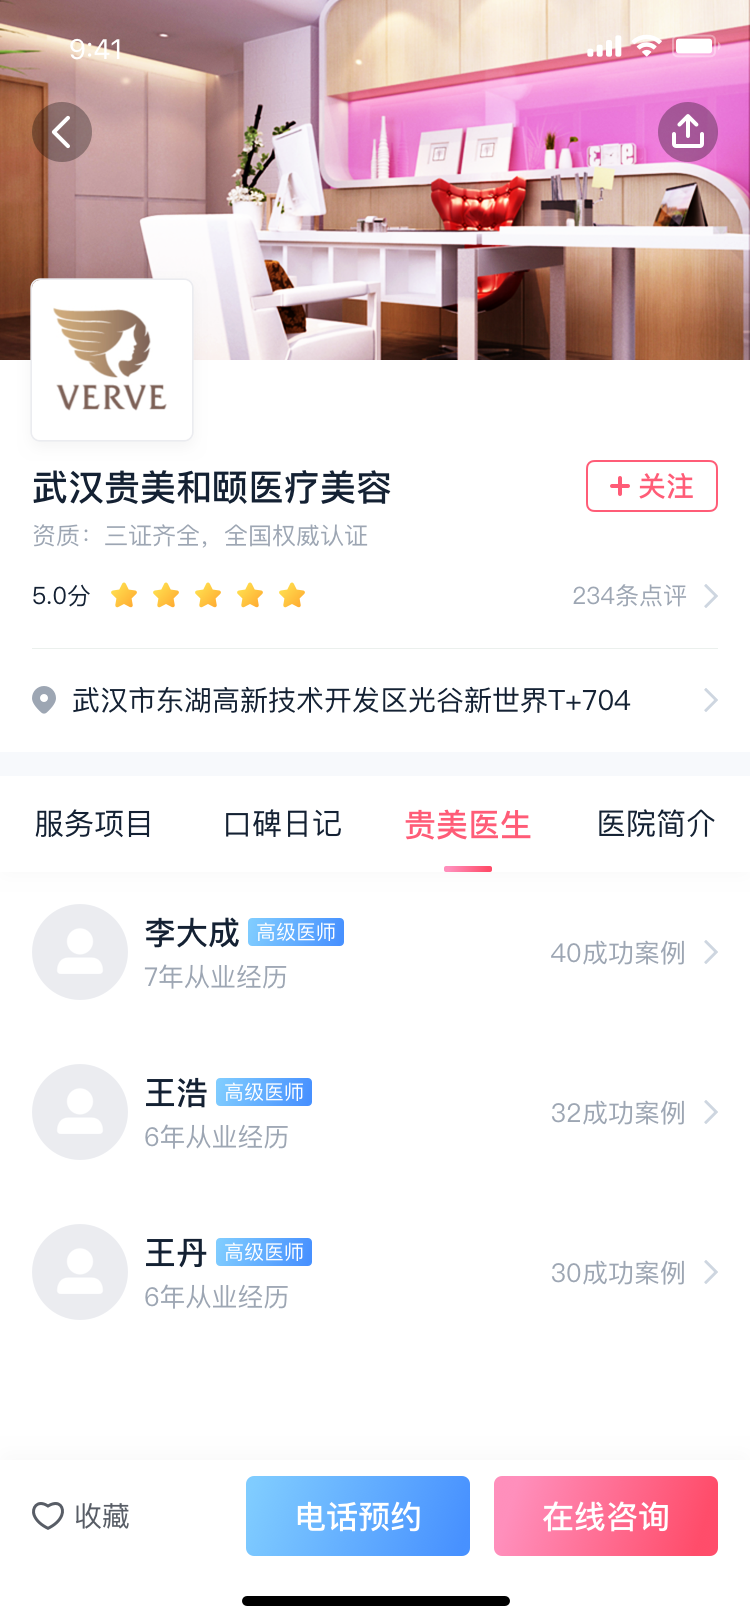 9:41
VERVE
武汉贵美和颐医疗美容
+ 关注
资质：三证齐全，全国权威认证
5.0分
234条点评
武汉市东湖高新技术开发区光谷新世界T+704
服务项目 口碑日记 贵美医生 医院简介
李大成 高级医师
7年从业经历
40成功案例
王浩 高级医师
6年从业经历
32成功案例
王丹 高级医师
6年从业经历
30成功案例
收藏 电话预约 在线咨询